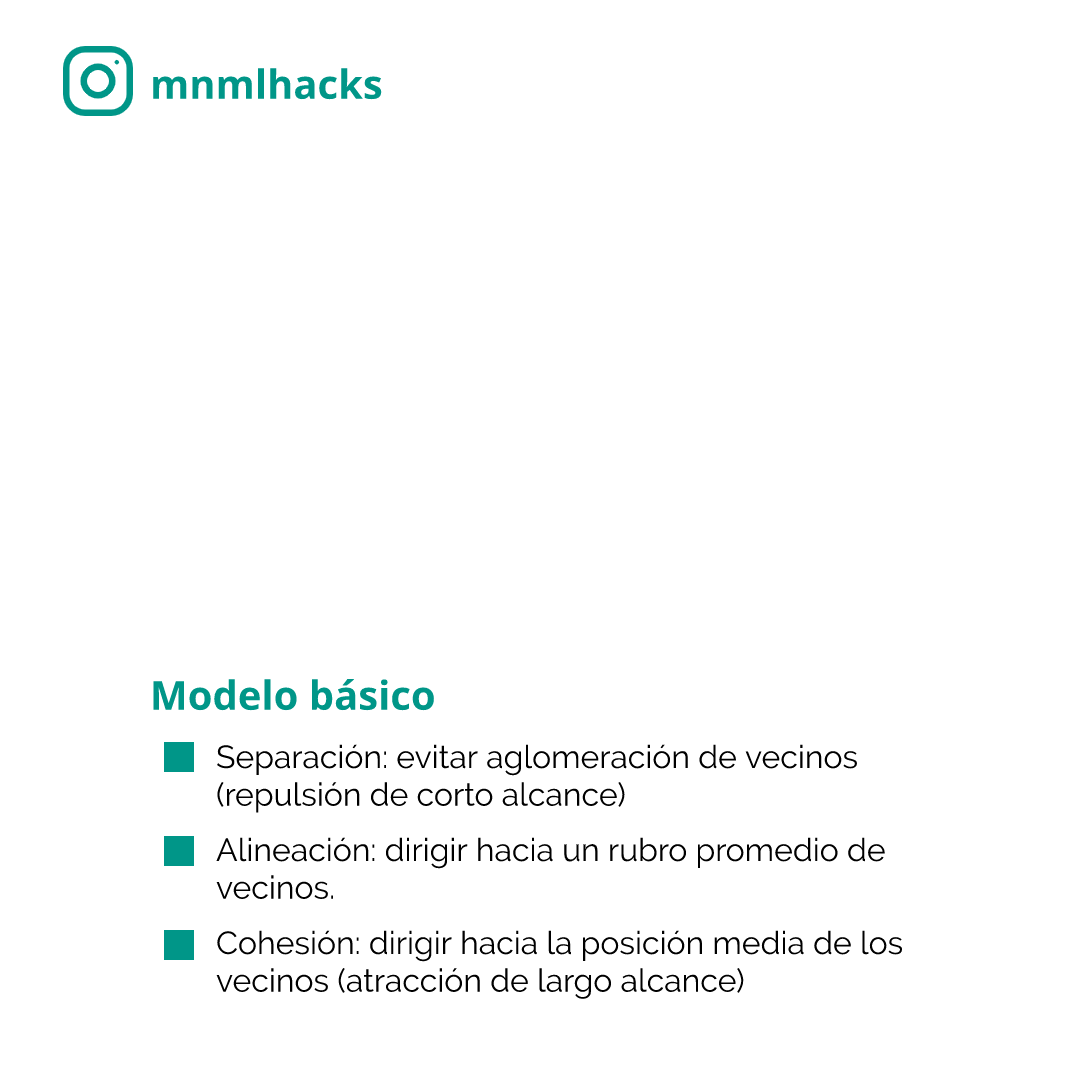 mnmlhacks
Modelo básico
Separación: evitar aglomeración de vecinos
(repulsión de corto alcance)
Alineación: dirigir hacia un rubro promedio de
vecinos.
Cohesión: dirigir hacia la posición media de los
vecinos (atracción de largo alcance)